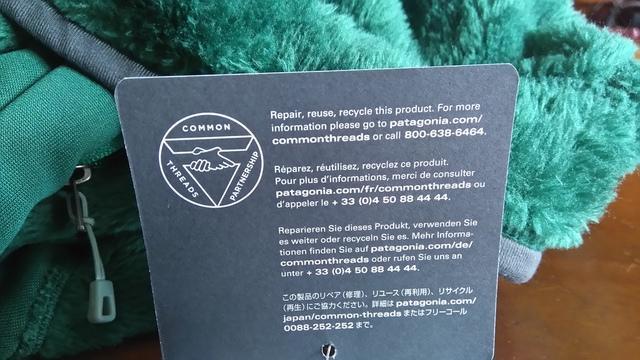 COMMON
THREADS
PARTNERSHIP
Repair, reuse, recycle this product. For more
information please go to patagonia.com/
commonthreads or call 800-638-6464.
Réparez, réutilisez, recyclez ce produit.
Pour plus d'informations, merci de consulter
patagonia.com/fr/commonthreads ou
d'appeler le + 33 (0)4 50 88 44 44.
Reparieren Sie dieses Produkt, verwenden Sie
es weiter oder recyceln Sie es. Mehr Informa-
tionen finden Sie auf patagonia.com/de/
commonthreads oder rufen Sie uns an
unter + 33 (0)4 50 88 44 44.
この製品のリペア（修理）、リユース（再利用）、リサイクル
（再生）にご協力ください。詳細は patagonia.com/
japan/common-threads またはフリーコール
0088-252-252 まで。